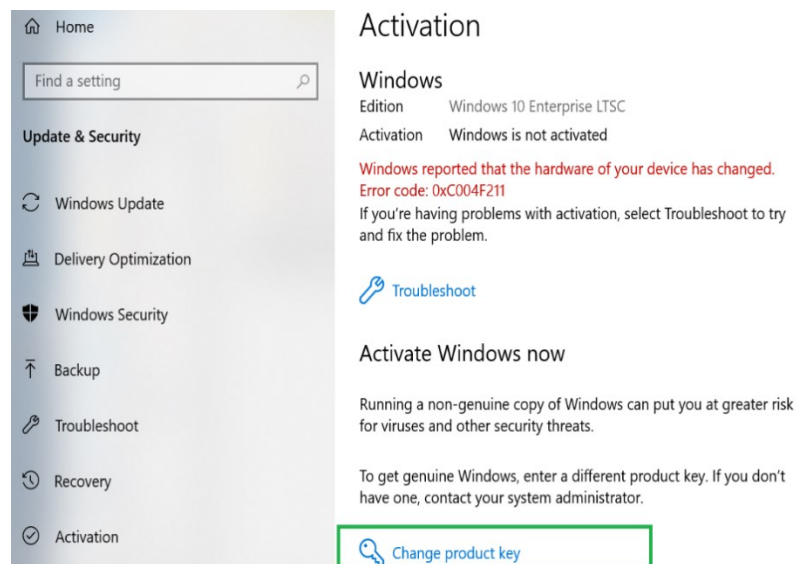 Home
Find a setting
Update & Security
Windows Update
Delivery Optimization
Windows Security
Backup
Troubleshoot
Recovery
Activation
Activation
Windows
Edition Windows 10 Enterprise LTSC
Activation Windows is not activated
Windows reported that the hardware of your device has changed.
Error code: 0xC004F211
If you're having problems with activation, select Troubleshoot to try
and fix the problem.
Troubleshoot
Activate Windows now
Running a non-genuine copy of Windows can put you at greater risk
for viruses and other security threats.
To get genuine Windows, enter a different product key. If you don't
have one, contact your system administrator.
Change product key